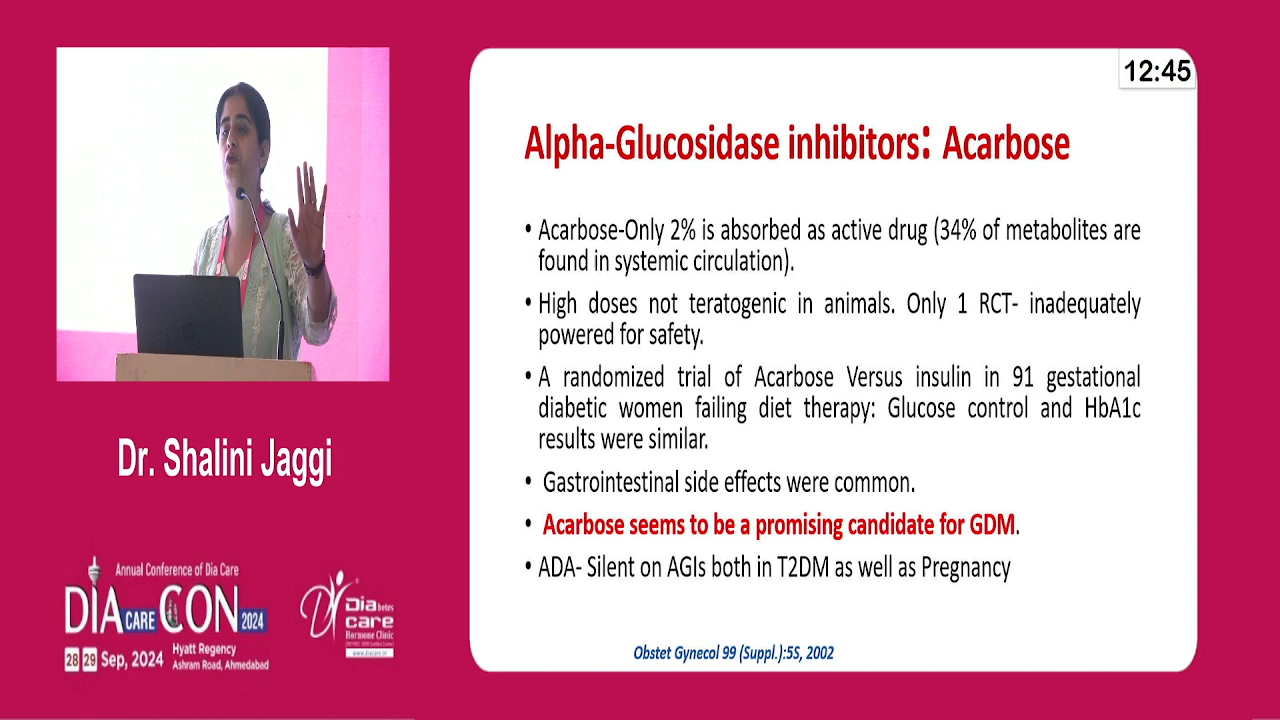 12:45
Alpha-Glucosidase inhibitors: Acarbose
• Acarbose-Only 2% is absorbed as active drug (34% of metabolites are
found in systemic circulation).
• High doses not teratogenic in animals. Only 1 RCT- inadequately
powered for safety.
• A randomized trial of Acarbose Versus insulin in 91 gestational
diabetic women failing diet therapy: Glucose control and HbA1c
results were similar.
• Gastrointestinal side effects were common.
• Acarbose seems to be a promising candidate for GDM.
• ADA- Silent on AGIs both in T2DM as well as Pregnancy
Obstet Gynecol 99 (Suppl.):5S, 2002
Dr. Shalini Jaggi
Annual Conference of Dia Care
DIA CARE CON 2024
28 29 Sep, 2024
Hyatt Regency
Ashram Road, Ahmedabad
Diabetes
care
Hormone Clinic